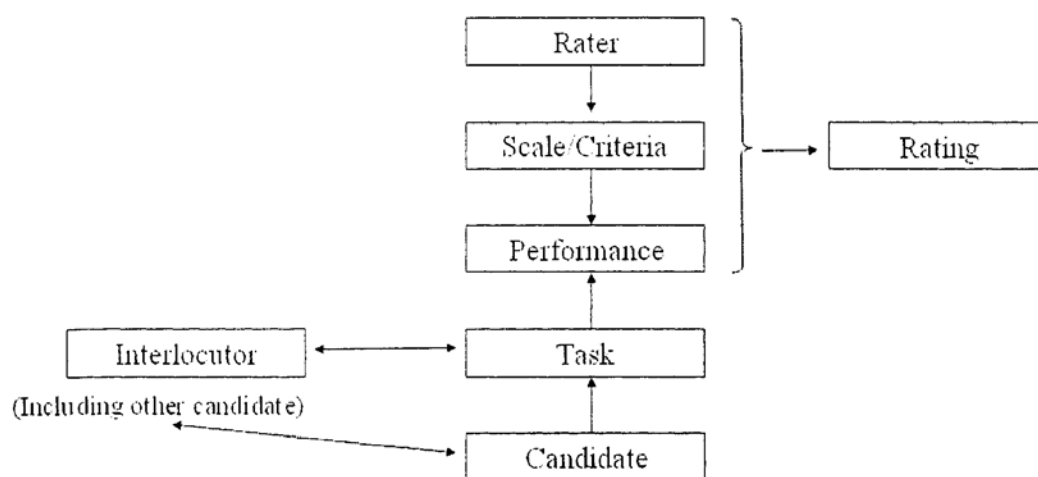 Rater
Scale/Criteria
Rating
Performance
Interlocutor
Task
(Including other candidate)
Candidate